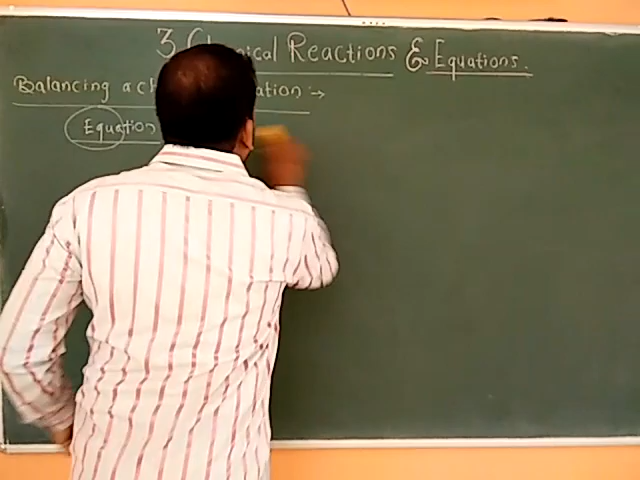 3 Chemical Reactions & Equations.
Balancing a ch ation :→
Equation